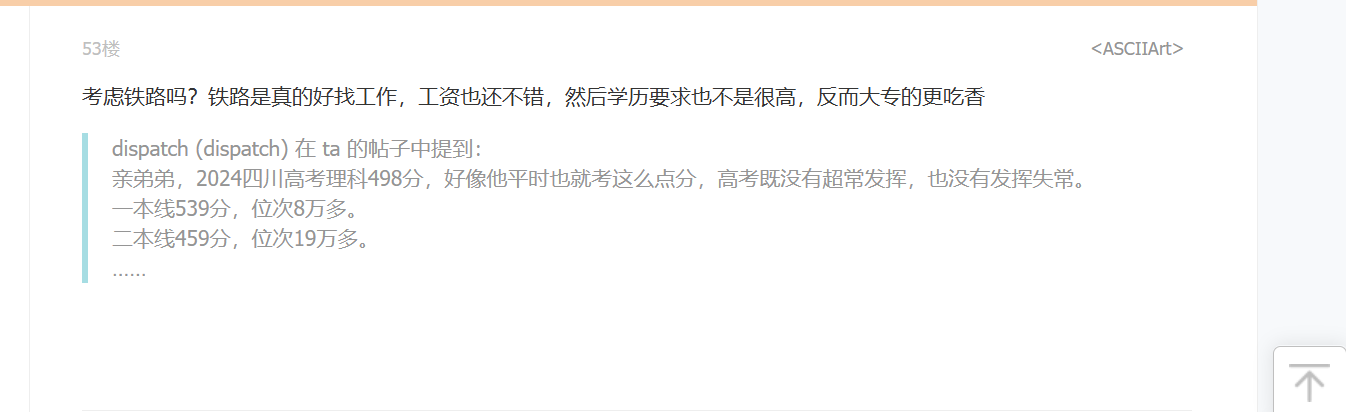 53楼
<ASCIIArt>
考虑铁路吗？铁路是真的好找工作，工资也还不错，然后学历要求也不是很高，反而大专的更吃香
dispatch (dispatch) 在 ta 的帖子中提到：
亲弟弟，2024四川高考理科498分，好像他平时也就考这么点分，高考既没有超常发挥，也没有发挥失常。
一本线539分，位次8万多。
二本线459分，位次19万多。
……